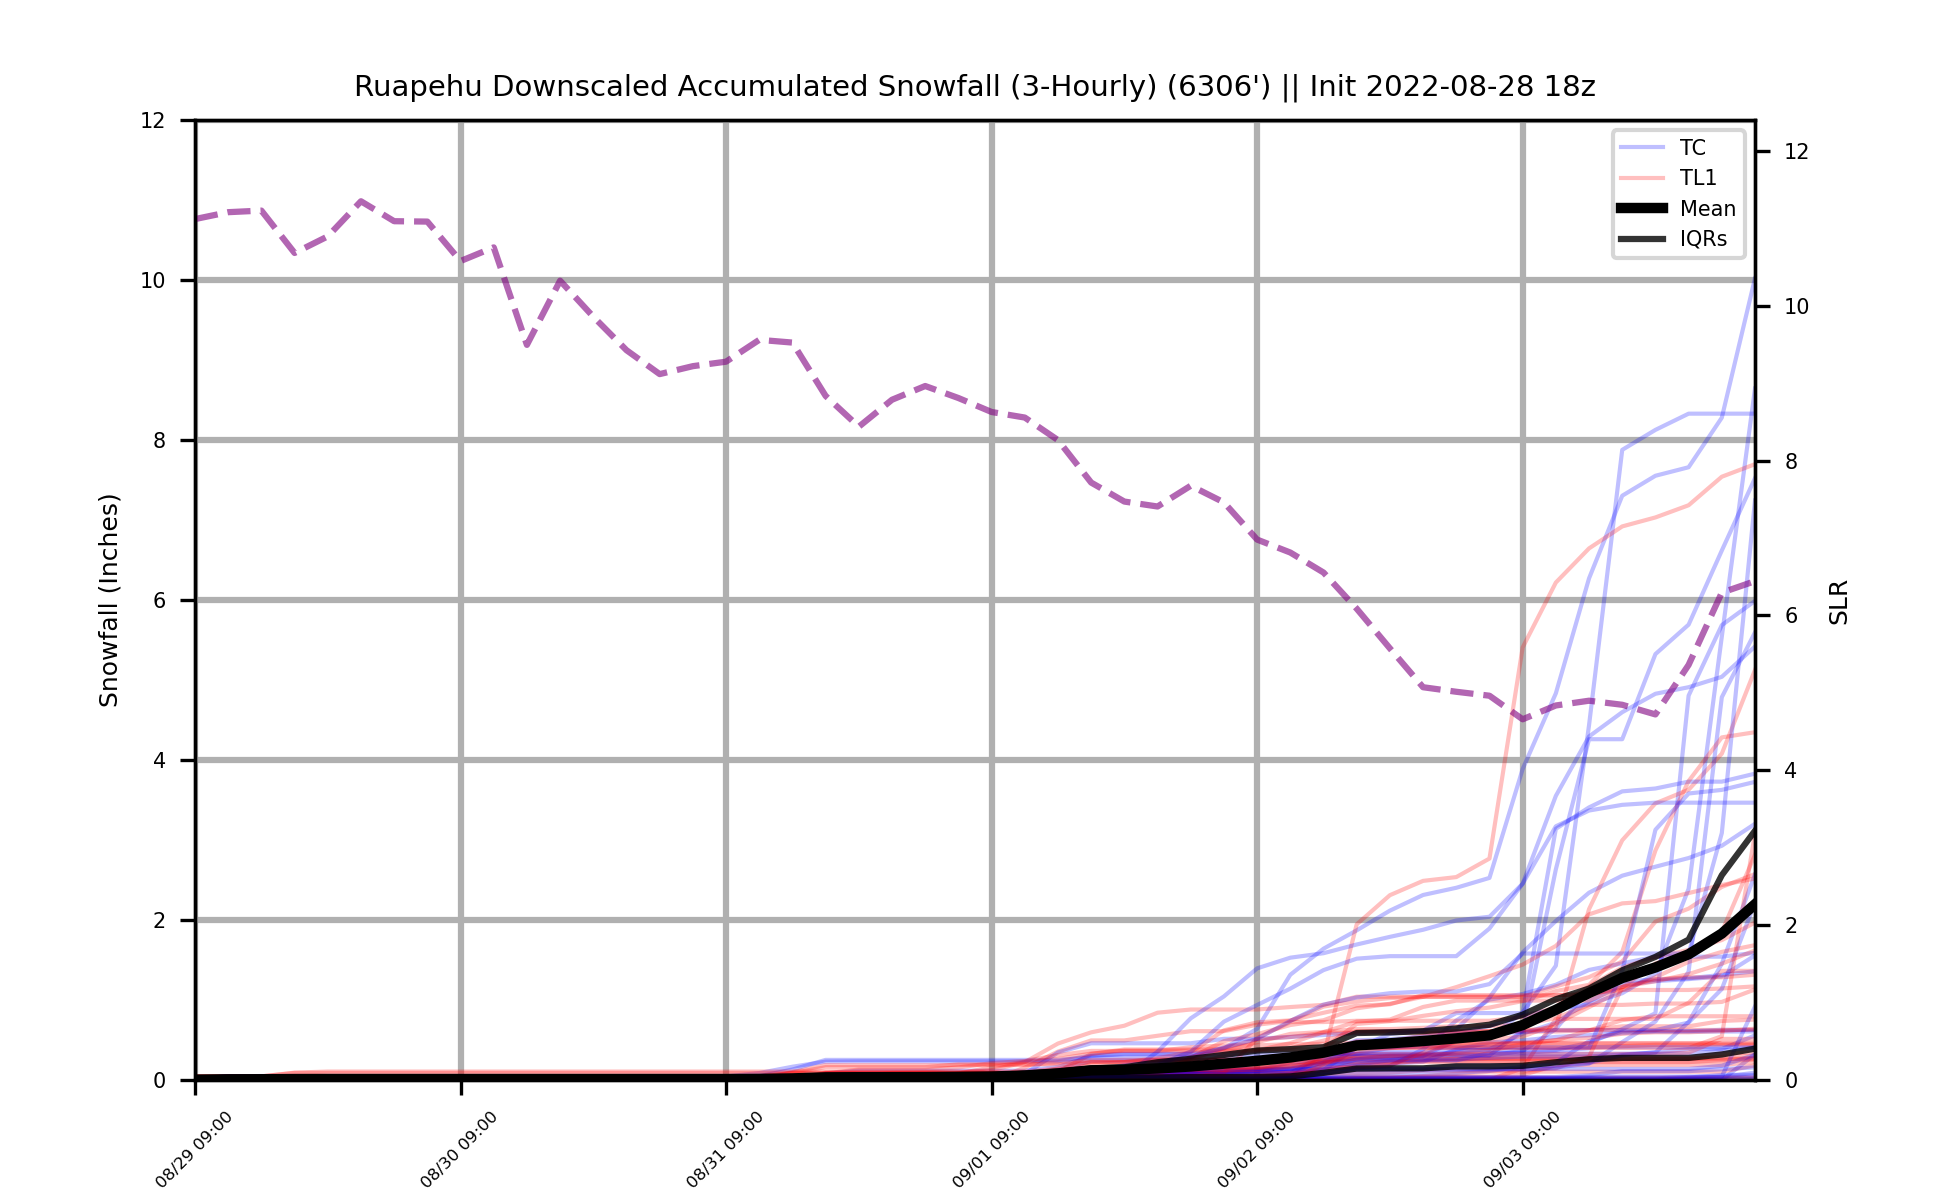 Ruapehu Downscaled Accumulated Snowfall (3-Hourly) (6306') || Init 2022-08-28 18z
TC
TL1
Mean
IQRs
Snowfall (Inches)
12
10
8
6
4
2
0
SLR
12
10
8
6
4
2
0
08/29 09:00
08/30 09:00
08/31 09:00
09/01 09:00
09/02 09:00
09/03 09:00